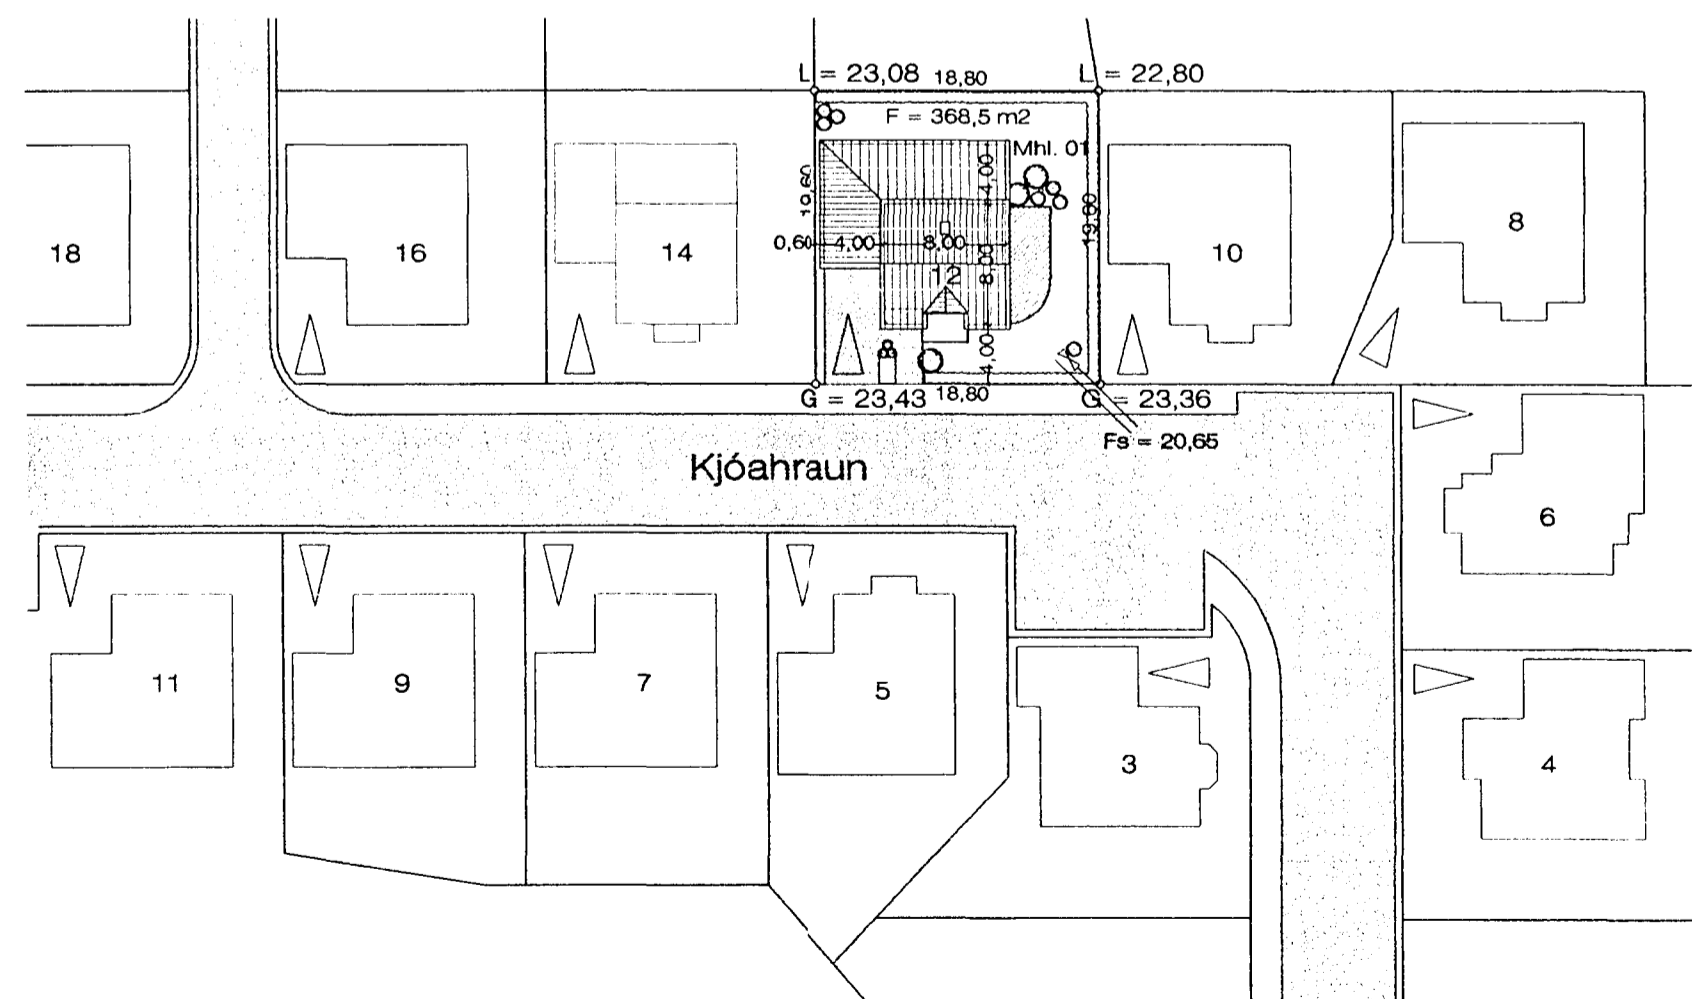 L = 23,08 18,80 L = 22,80
F = 368,5 m2
Mhl. 01
4,00
19,60
19,60
18
16
14
0,60 4,00 8,00
8,00
12
10
8
4,00
G = 23,43 18,80 G = 23,36
Fs = 20,65
Kjóahraun
6
11
9
7
5
3
4